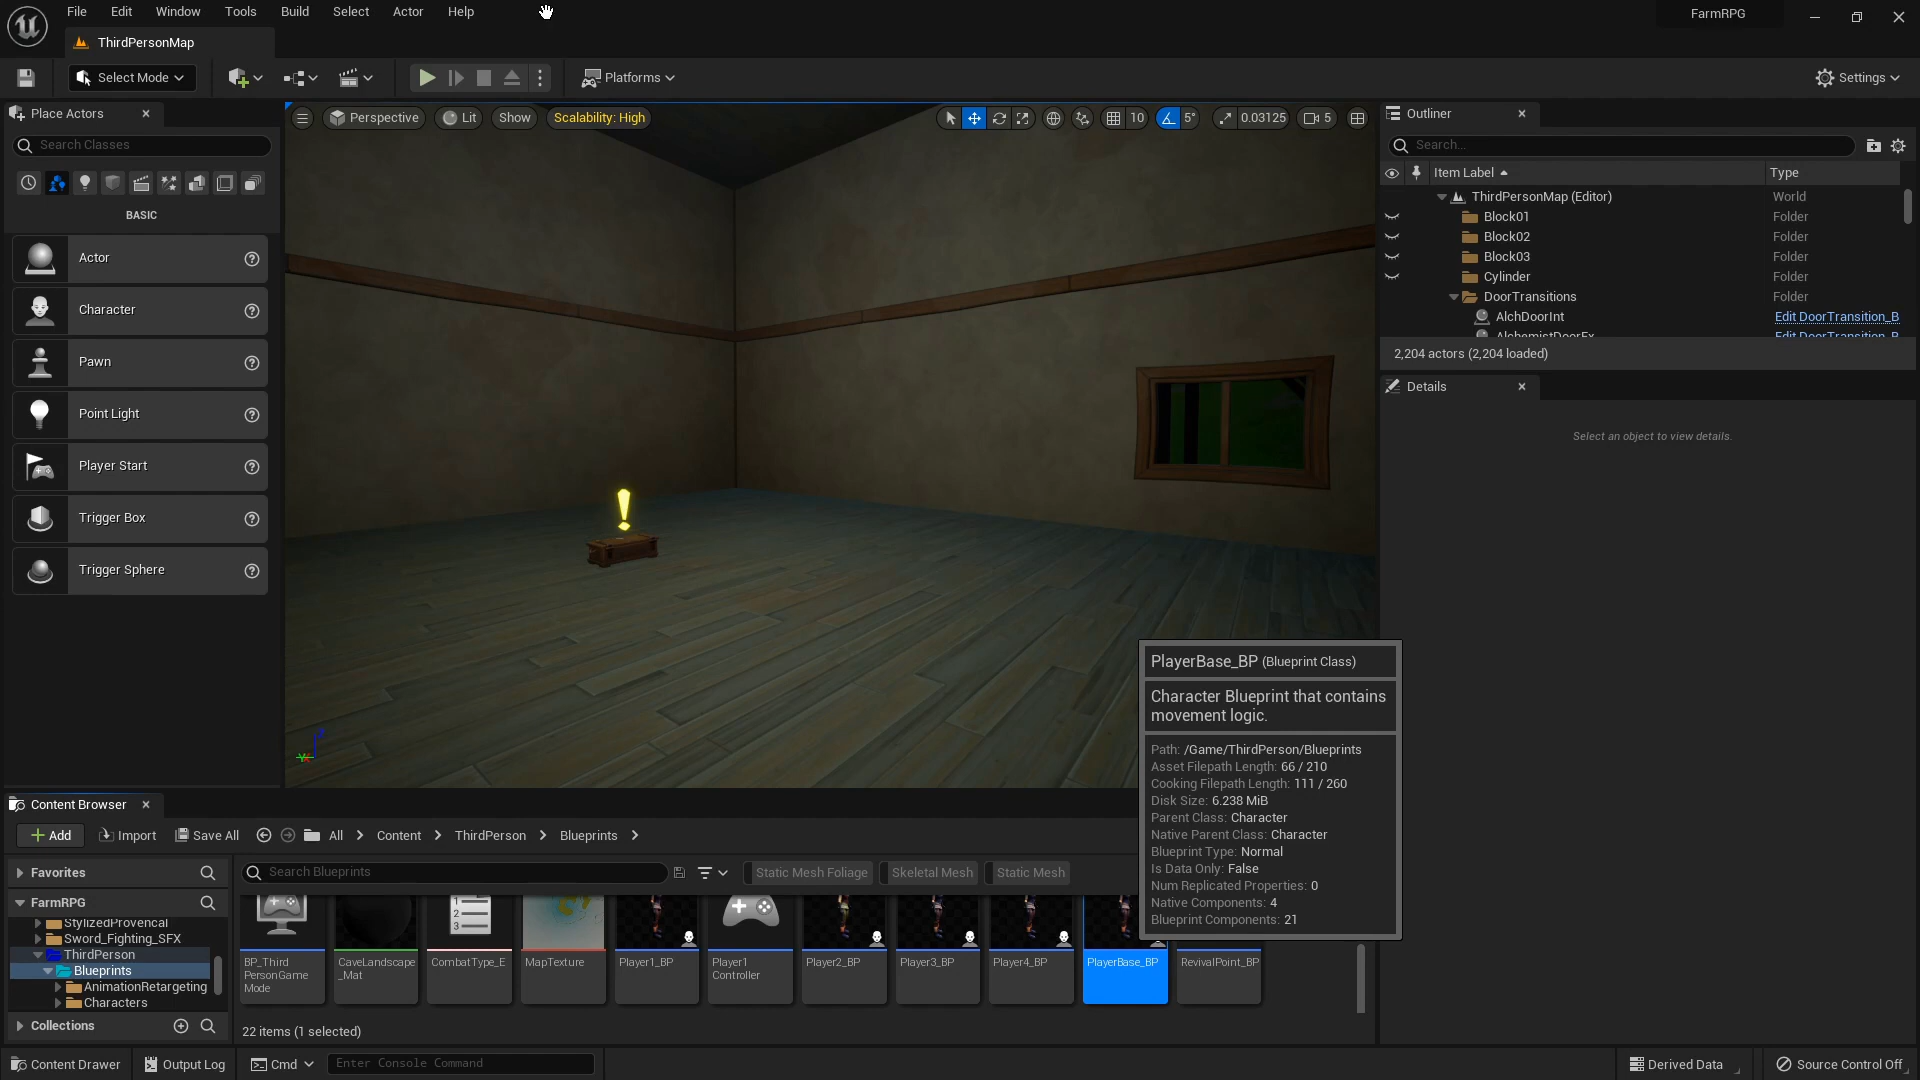 File Edit Window Tools Build Select Actor Help
FarmRPG
ThirdPersonMap
Select Mode
Platforms
Settings
Place Actors
Search Classes
BASIC
Actor
Character
Pawn
Point Light
Player Start
Trigger Box
Trigger Sphere
Perspective Lit Show Scalability: High
10 5° 0.03125 5
Outliner
Search...
Item Label Type
ThirdPersonMap (Editor) World
Block01 Folder
Block02 Folder
Block03 Folder
Cylinder Folder
DoorTransitions Folder
AlchDoorInt Edit DoorTransition_B
AlchemistDoorEx Edit DoorTransition_B
2,204 actors (2,204 loaded)
Details
Select an object to view details.
PlayerBase_BP (Blueprint Class)
Character Blueprint that contains
movement logic.
Path: /Game/ThirdPerson/Blueprints
Asset Filepath Length: 66 / 210
Cooking Filepath Length: 111 / 260
Disk Size: 6.238 MiB
Parent Class: Character
Native Parent Class: Character
Blueprint Type: Normal
Is Data Only: False
Num Replicated Properties: 0
Native Components: 4
Blueprint Components: 21
Content Browser
Add Import Save All All Content ThirdPerson Blueprints
Favorites
FarmRPG
StylizedProvencal
Sword_Fighting_SFX
ThirdPerson
Blueprints
AnimationRetargeting
Characters
Collections
Search Blueprints
Static Mesh Foliage Skeletal Mesh Static Mesh
BP_Third
PersonGame
Mode
CaveLandscape
_Mat
CombatType_E
MapTexture
Player1_BP
Player1
Controller
Player2_BP
Player3_BP
Player4_BP
PlayerBase_BP
RevivalPoint_BP
22 items (1 selected)
Content Drawer Output Log Cmd Enter Console Command
Derived Data Source Control Off